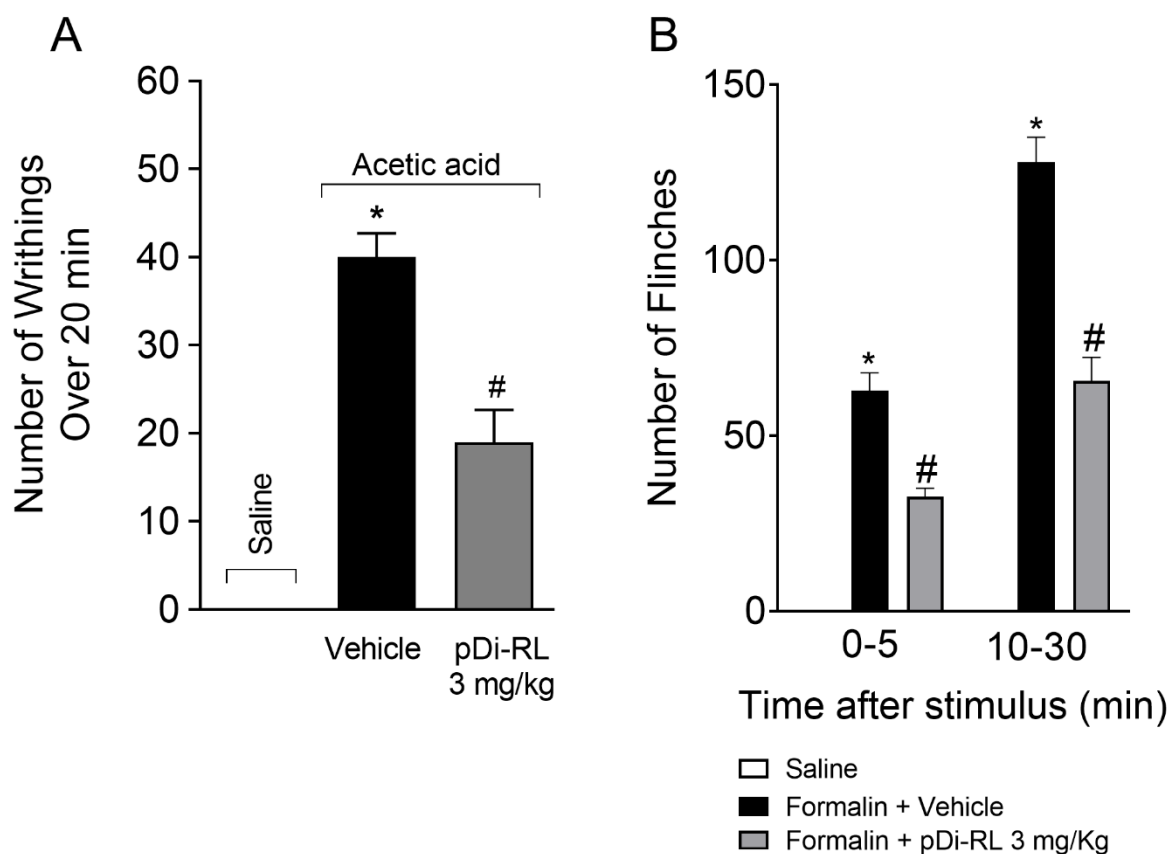 A
Number of Writhings
Over 20 min
60
50
40
30
20
10
0
Saline
Acetic acid
*
#
Vehicle
pDi-RL
3 mg/kg
B
Number of Flinches
150
100
50
0
*
#
*
#
0-5
10-30
Time after stimulus (min)
Saline
Formalin + Vehicle
Formalin + pDi-RL 3 mg/Kg